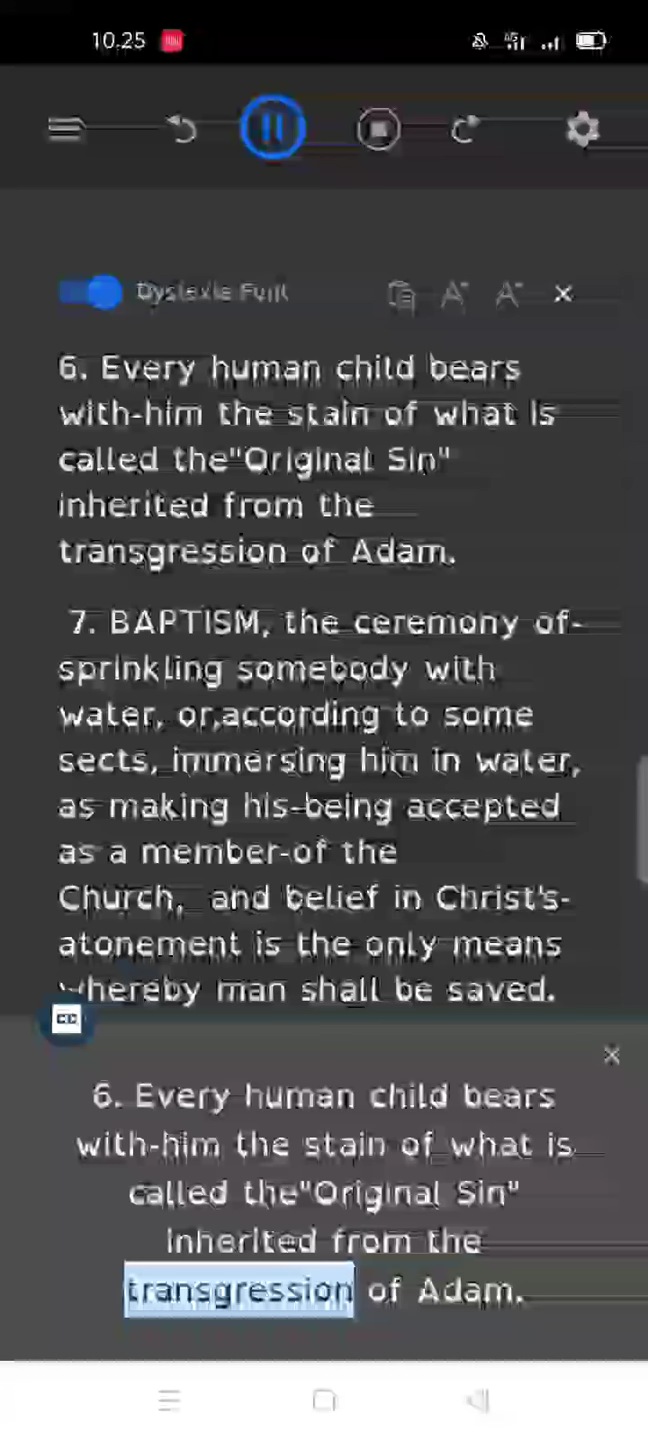 10.25
Dyslexie Font
6. Every human child bears
with-him the stain of what is
called the"Original Sin"
inherited from the
transgression of Adam.
7. BAPTISM, the ceremony of-
sprinkling somebody with
water, or,according to some
sects, immersing him in water,
as making his-being accepted
as a member-of the
Church, and belief in Christ's-
atonement is the only means
whereby man shall be saved.
CC
6. Every human child bears
with-him the stain of what is
called the"Original Sin"
inherited from the
transgression of Adam.